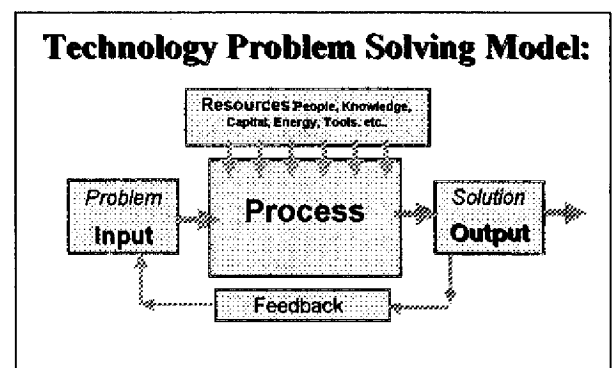 Technology Problem Solving Model:
Resources: People, Knowledge,
Capital, Energy, Tools. etc..
Problem
Input
Process
Solution
Output
Feedback